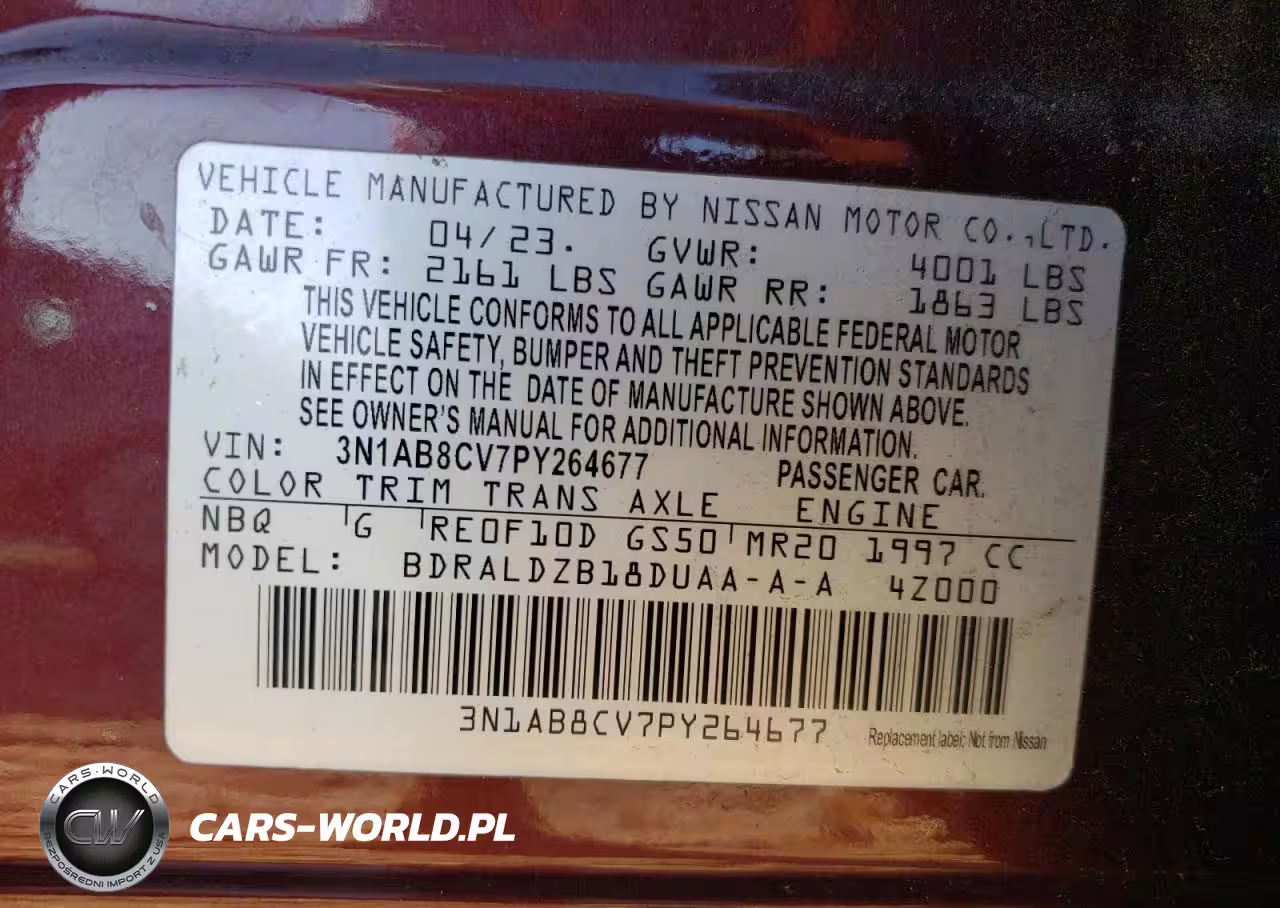 VEHICLE MANUFACTURED BY NISSAN MOTOR CO.,LTD.
DATE: 04/23. GVWR: 4001 LBS
GAWR FR: 2161 LBS GAWR RR: 1863 LBS
THIS VEHICLE CONFORMS TO ALL APPLICABLE FEDERAL MOTOR
VEHICLE SAFETY, BUMPER AND THEFT PREVENTION STANDARDS
IN EFFECT ON THE DATE OF MANUFACTURE SHOWN ABOVE.
SEE OWNER'S MANUAL FOR ADDITIONAL INFORMATION.
VIN: 3N1AB8CV7PY264677 PASSENGER CAR.
COLOR TRIM TRANS AXLE ENGINE
NBQ G RE0F10D GS50 MR20 1997 CC
MODEL: BDRALDZB18DUAA-A-A 4Z000
3N1AB8CV7PY264677
Replacement label: Not from Nissan
CARS-WORLD
CW
BEZPOŚREDNI IMPORT Z USA
CARS-WORLD.PL